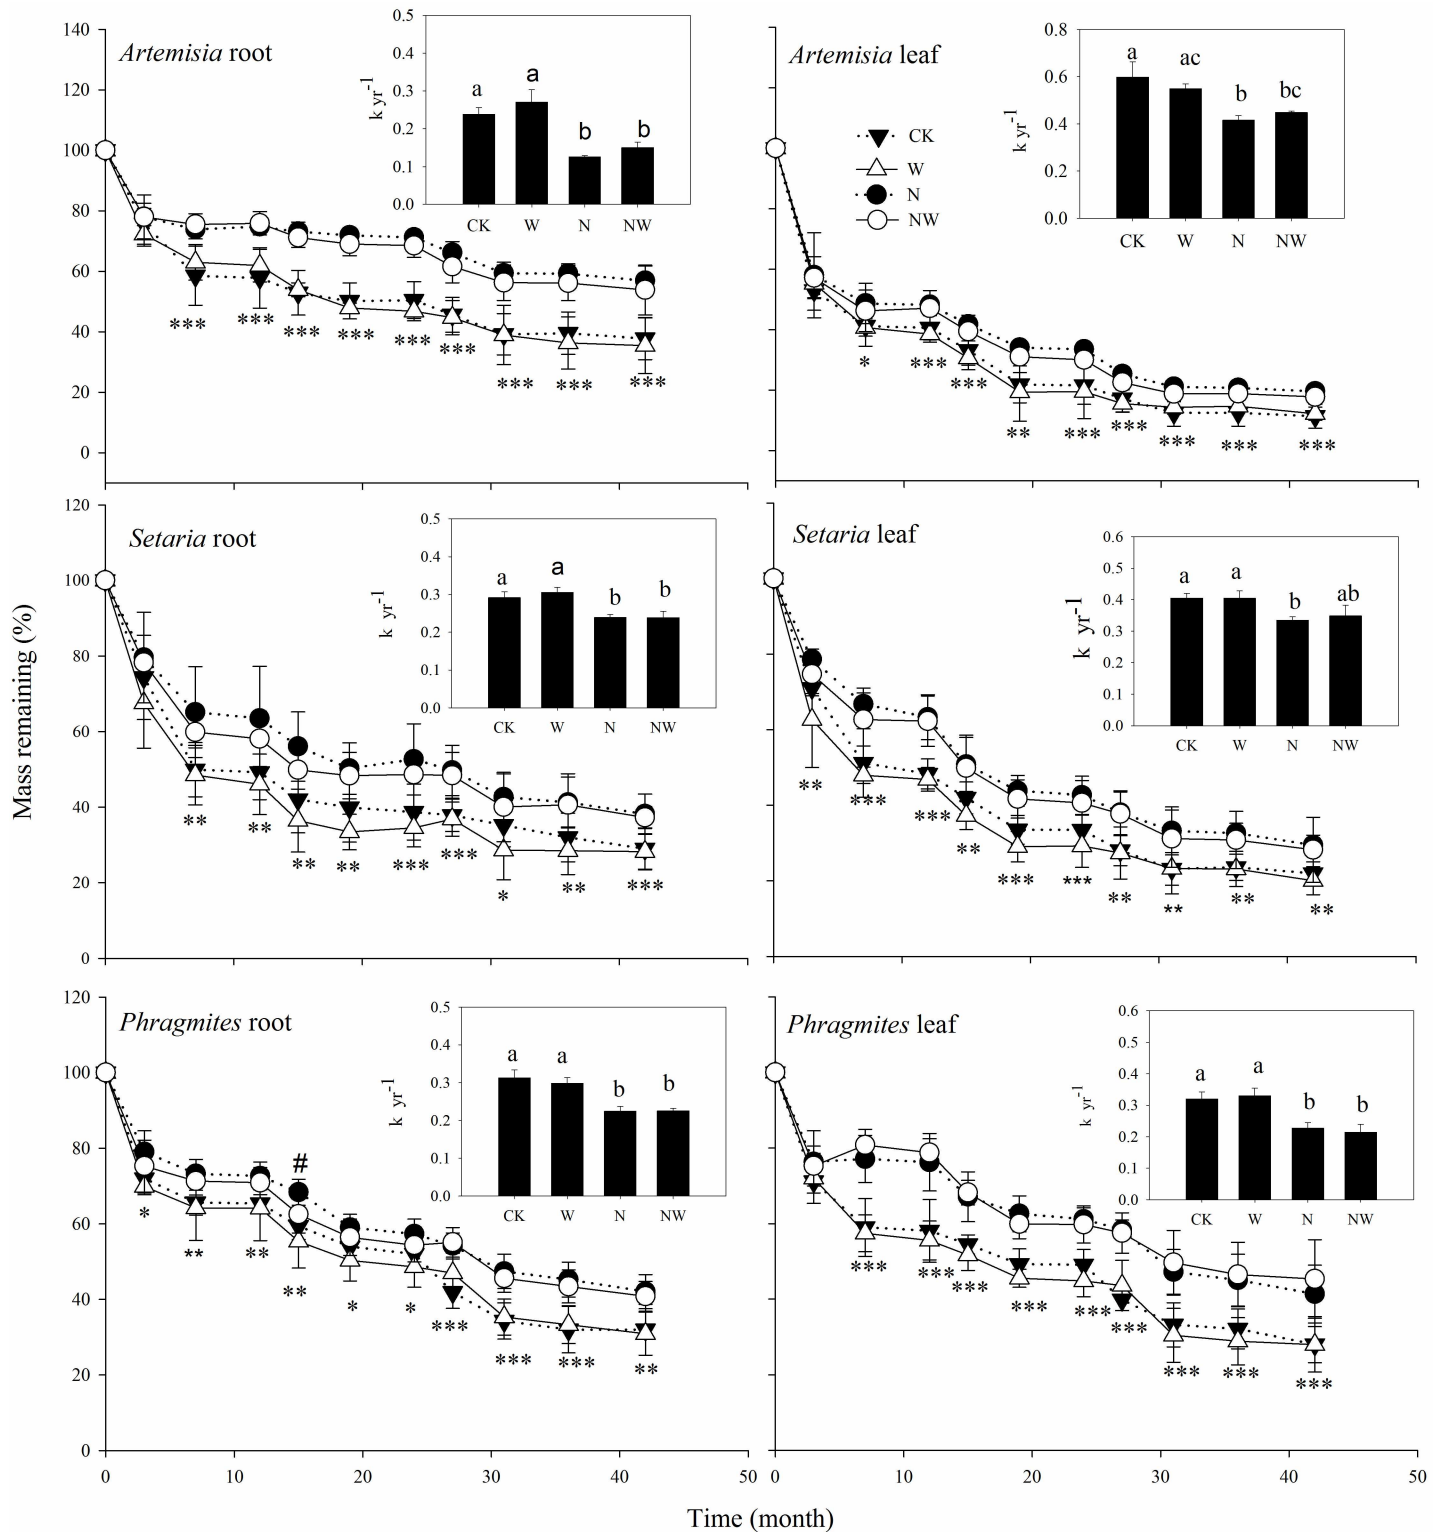 Mass remaining (%)
Artemisia root
140
120
100
80
60
40
20
0
k yr-1
0.5
0.4
0.3
0.2
0.1
0.0
a
a
b
b
CK
W
N
NW
***
***
***
***
***
***
***
***
***
Artemisia leaf
CK
W
N
NW
k yr-1
0.8
0.6
0.4
0.2
0.0
a
ac
b
bc
CK
W
N
NW
*
***
***
**
***
***
***
***
***
Setaria root
120
100
80
60
40
20
0
k yr-1
0.5
0.4
0.3
0.2
0.1
0.0
a
a
b
b
CK
W
N
NW
**
**
**
**
***
***
*
**
***
Setaria leaf
k yr-1
0.6
0.5
0.4
0.3
0.2
0.1
0.0
a
a
b
ab
CK
W
N
NW
**
***
***
**
***
***
**
**
**
**
Phragmites root
120
100
80
60
40
20
0
k yr-1
0.5
0.4
0.3
0.2
0.1
0.0
a
a
b
b
CK
W
N
NW
#
*
**
**
**
*
*
***
***
***
**
0
10
20
30
40
50
Phragmites leaf
k yr-1
0.6
0.5
0.4
0.3
0.2
0.1
0.0
a
a
b
b
CK
W
N
NW
***
***
***
***
***
***
***
***
***
0
10
20
30
40
50
Time (month)